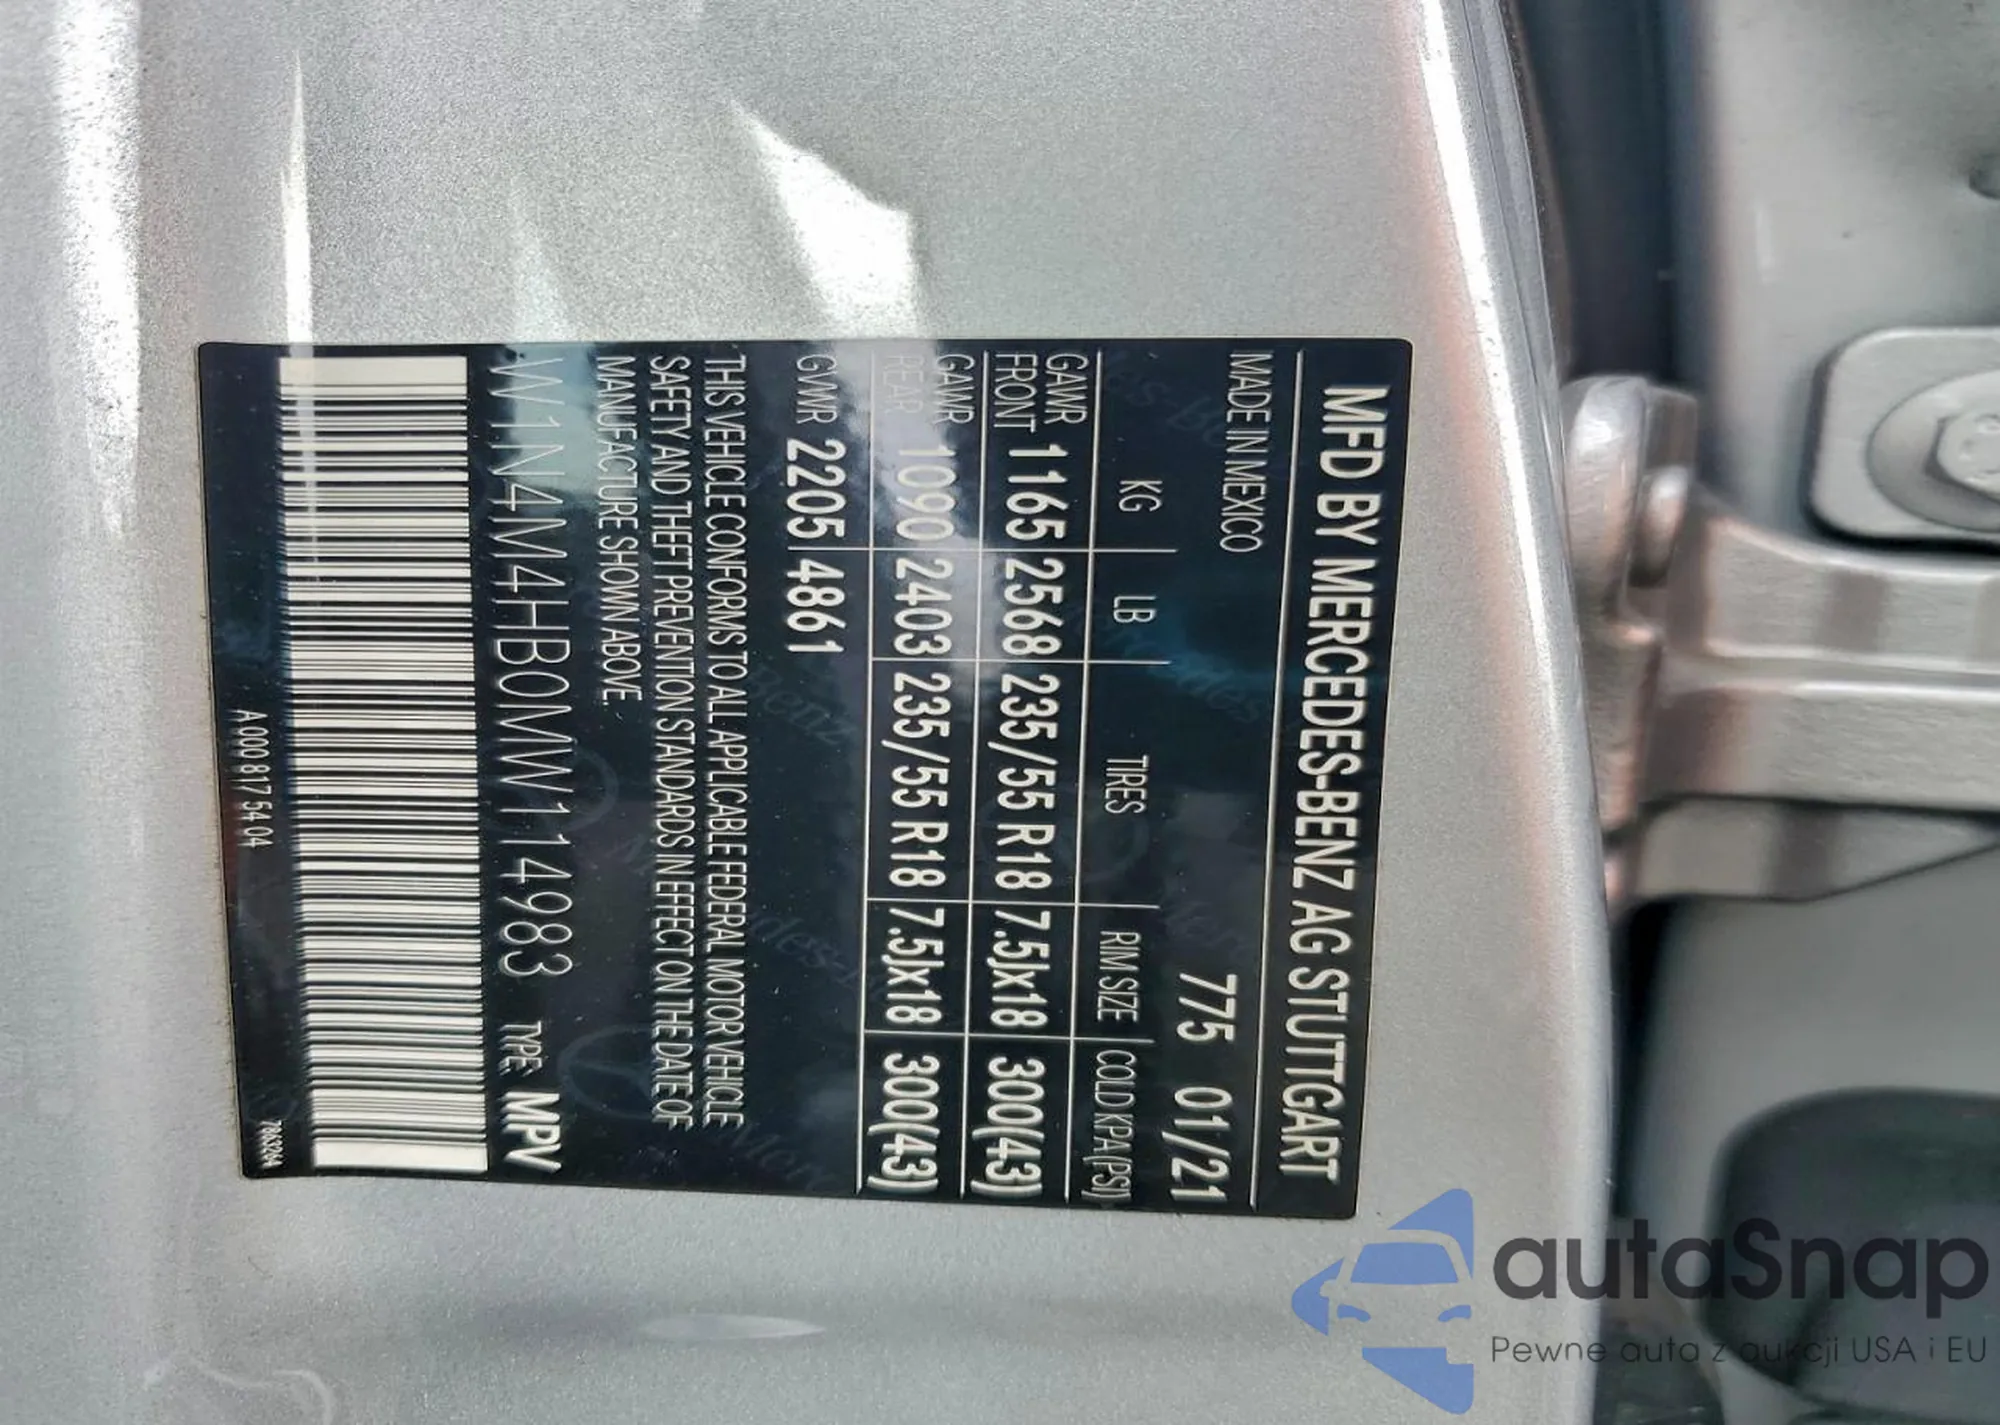 MFD BY MERCEDES-BENZ AG STUTTGART
MADE IN MEXICO 775 01/21
KG LB TIRES RIM SIZE COLD KPA(PSI)
GAWR FRONT 1165 2568 235/55 R18 7.5Jx18 300(43)
GAWR REAR 1090 2403 235/55 R18 7.5Jx18 300(43)
GVWR 2205 4861
THIS VEHICLE CONFORMS TO ALL APPLICABLE FEDERAL MOTOR VEHICLE
SAFETY AND THEFT PREVENTION STANDARDS IN EFFECT ON THE DATE OF
MANUFACTURE SHOWN ABOVE.
W1N4M4HB0MW114983 TYPE: MPV
A 000 817 54 04
7863264
autaSnap
Pewne auta z aukcji USA i EU